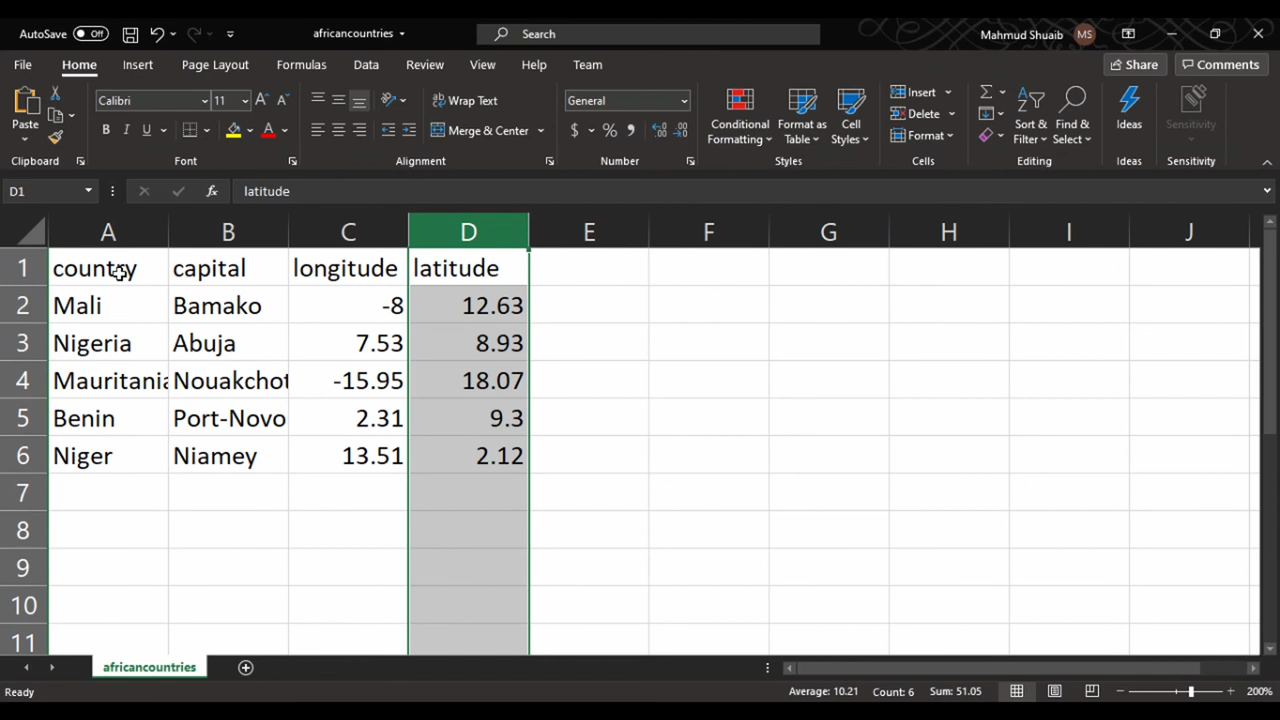 AutoSave Off africancountries Search Mahmud Shuaib MS
File Home Insert Page Layout Formulas Data Review View Help Team Share Comments
Paste Calibri 11 A A B I U A Wrap Text Merge & Center General $ % 9 Conditional Formatting Format as Table Cell Styles Insert Delete Format Sort & Filter Find & Select Ideas Sensitivity
Clipboard Font Alignment Number Styles Cells Editing Ideas Sensitivity
D1 fx latitude
A B C D E F G H I J
1 country capital longitude latitude
2 Mali Bamako -8 12.63
3 Nigeria Abuja 7.53 8.93
4 Mauritania Nouakchot -15.95 18.07
5 Benin Port-Novo 2.31 9.3
6 Niger Niamey 13.51 2.12
7
8
9
10
11
africancountries
Ready Average: 10.21 Count: 6 Sum: 51.05 200%